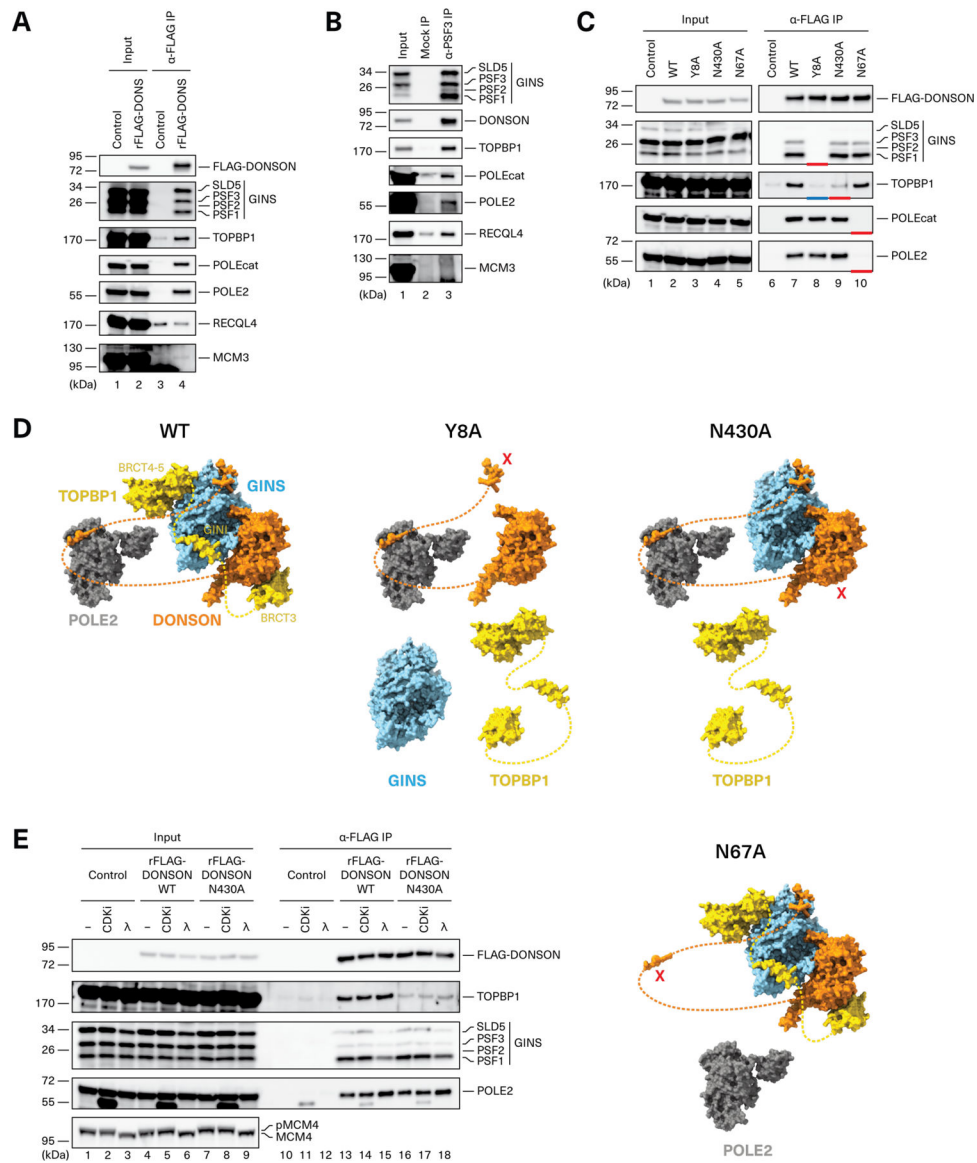 A
Input
α-FLAG IP
Control
rFLAG-DONS
Control
rFLAG-DONS
95
72
FLAG-DONSON
34
26
SLD5
PSF3
PSF2
PSF1
GINS
170
TOPBP1
POLEcat
55
POLE2
170
RECQL4
130
95
MCM3
(kDa) 1 2 3 4
B
Input
Mock IP
α-PSF3 IP
34
26
SLD5
PSF3
PSF2
PSF1
GINS
72
DONSON
170
TOPBP1
POLEcat
55
POLE2
170
RECQL4
130
95
MCM3
(kDa) 1 2 3
C
Input
α-FLAG IP
Control WT Y8A N430A N67A
Control WT Y8A N430A N67A
95
72
FLAG-DONSON
34
26
SLD5
PSF3
PSF2
PSF1
GINS
170
TOPBP1
55
POLEcat
72
55
POLE2
(kDa) 1 2 3 4 5 6 7 8 9 10
D
WT
BRCT4-5
TOPBP1
GINS
GINI
POLE2
DONSON
BRCT3
Y8A
X
GINS
TOPBP1
N430A
X
TOPBP1
N67A
X
POLE2
E
Input
α-FLAG IP
Control
rFLAG-
DONSON
WT
rFLAG-
DONSON
N430A
Control
rFLAG-
DONSON
WT
rFLAG-
DONSON
N430A
– CDKi λ – CDKi λ – CDKi λ
– CDKi λ – CDKi λ – CDKi λ
95
72
FLAG-DONSON
170
TOPBP1
34
26
SLD5
PSF3
PSF2
PSF1
GINS
72
55
POLE2
95
pMCM4
MCM4
(kDa) 1 2 3 4 5 6 7 8 9 10 11 12 13 14 15 16 17 18